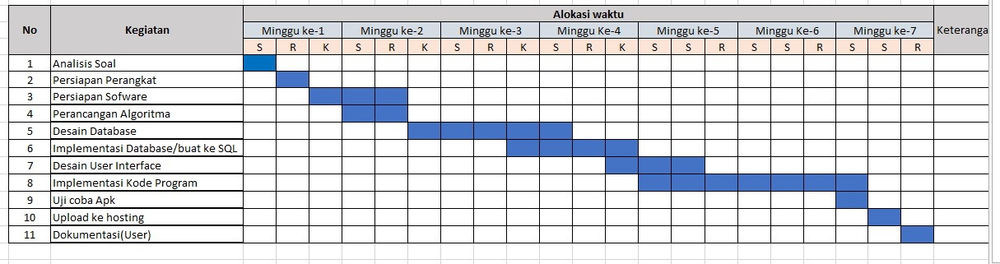 No Kegiatan Alokasi waktu Keteranga
Minggu ke-1 Minggu ke-2 Minggu ke-3 Minggu Ke-4 Minggu ke-5 Minggu Ke-6 Minggu ke-7
S R K S R K S R K S R K S S R S S R S S R
1 Analisis Soal
2 Persiapan Perangkat
3 Persiapan Sofware
4 Perancangan Algoritma
5 Desain Database
6 Implementasi Database/buat ke SQL
7 Desain User Interface
8 Implementasi Kode Program
9 Uji coba Apk
10 Upload ke hosting
11 Dokumentasi(User)